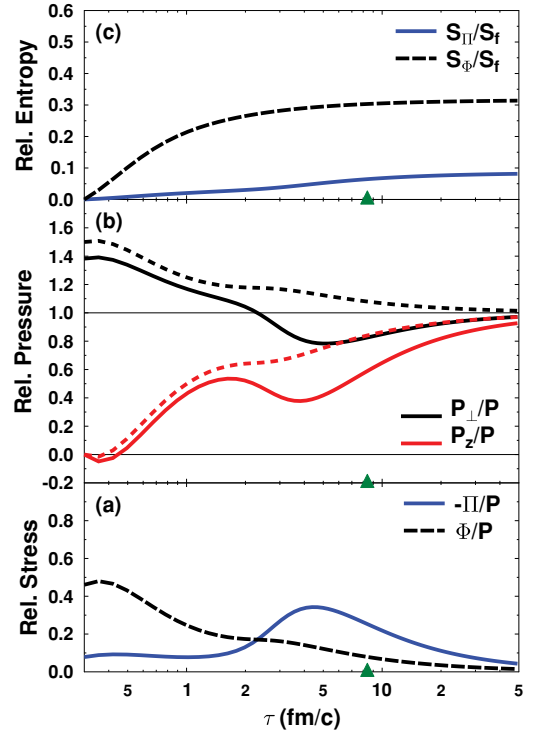 (c)
S_Π/S_f
S_Φ/S_f
Rel. Entropy
0.6
0.5
0.4
0.3
0.2
0.1
0.0
(b)
1.6
1.4
1.2
1.0
0.8
0.6
0.4
0.2
0.0
-0.2
Rel. Pressure
P_⊥/P
P_z/P
(a)
-Π/P
Φ/P
0.8
0.6
0.4
0.2
0.0
Rel. Stress
5 1 2 5 10 2 5
τ (fm/c)